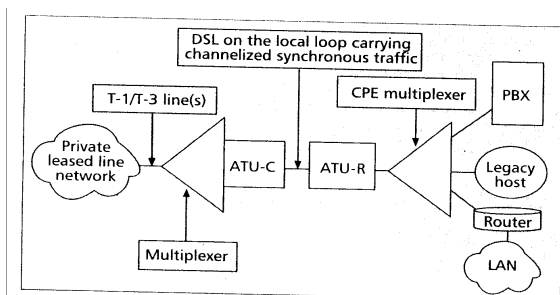 DSL on the local loop carrying
channelized synchronous traffic
T-1/T-3 line(s)
CPE multiplexer
PBX
Private
leased line
network
ATU-C
ATU-R
Legacy
host
Router
Multiplexer
LAN